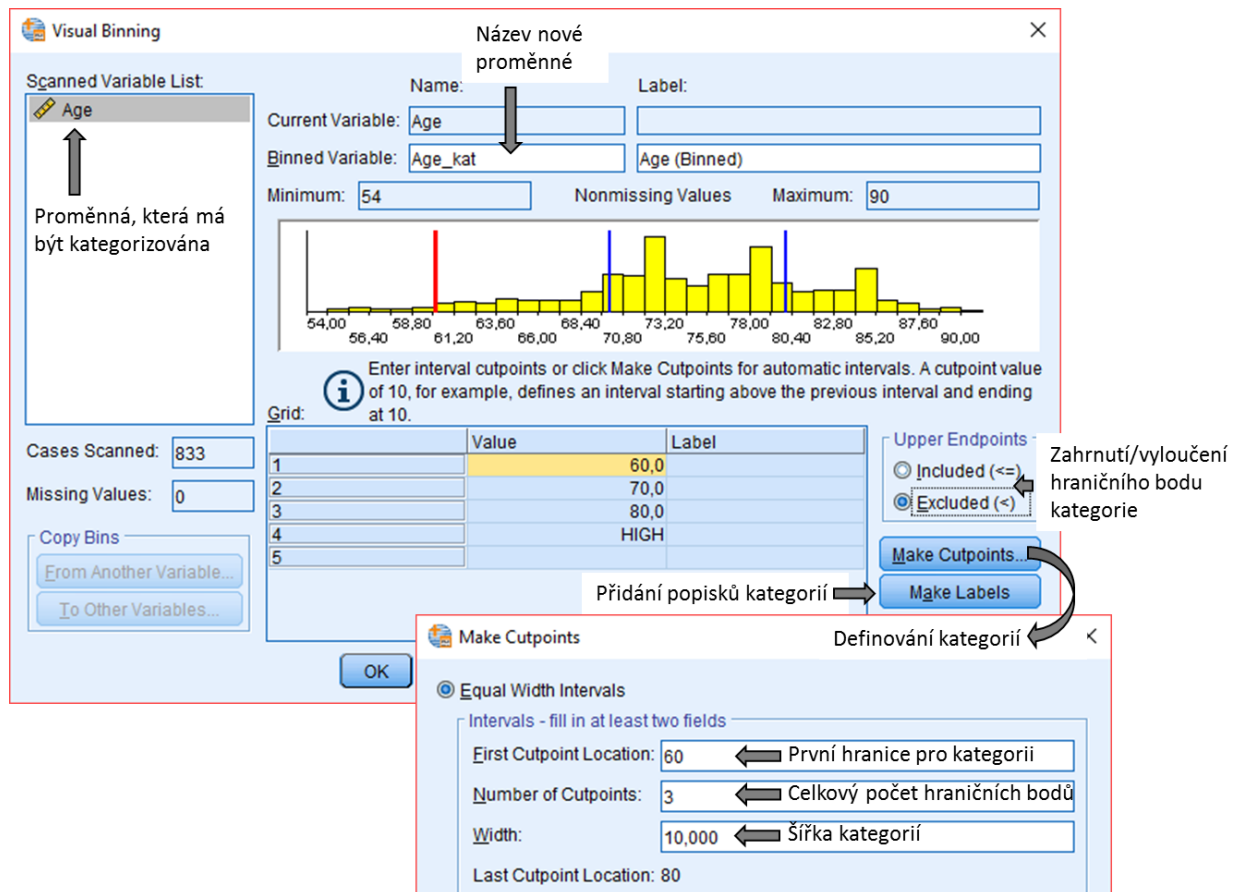 Visual Binning
Název nové
proměnné
Scanned Variable List:
Name:
Label:
Age
Current Variable:
Age
Binned Variable:
Age_kat
Age (Binned)
Minimum:
54
Nonmissing Values
Maximum:
90
Proměnná, která má
být kategorizována
54,00 58,80 63,60 68,40 73,20 78,00 82,80 87,60
56,40 61,20 66,00 70,80 75,60 80,40 85,20 90,00
Enter interval cutpoints or click Make Cutpoints for automatic intervals. A cutpoint value
of 10, for example, defines an interval starting above the previous interval and ending
at 10.
Grid:
Value
Label
1 60,0
2 70,0
3 80,0
4 HIGH
5
Cases Scanned:
833
Missing Values:
0
Copy Bins
From Another Variable...
To Other Variables...
Upper Endpoints
Included (<=)
Excluded (<)
Zahrnutí/vyloučení
hraničního bodu
kategorie
Make Cutpoints...
Přidání popisků kategorií
Make Labels
Definování kategorií
OK
Make Cutpoints
Equal Width Intervals
Intervals - fill in at least two fields
First Cutpoint Location:
60
První hranice pro kategorii
Number of Cutpoints:
3
Celkový počet hraničních bodů
Width:
10,000
Šířka kategorií
Last Cutpoint Location: 80